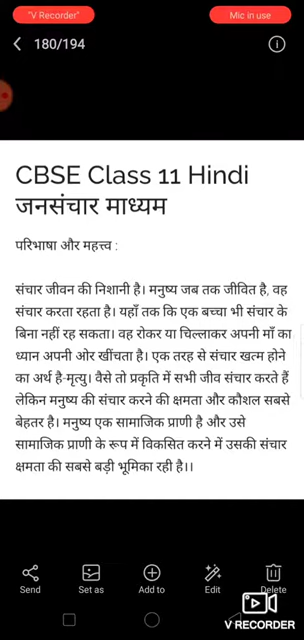 "V Recorder"
Mic in use
180/194
CBSE Class 11 Hindi
जनसंचार माध्यम
परिभाषा और महत्त्व :
संचार जीवन की निशानी है। मनुष्य जब तक जीवित है, वह
संचार करता रहता है। यहाँ तक कि एक बच्चा भी संचार के
बिना नहीं रह सकता। वह रोकर या चिल्लाकर अपनी माँ का
ध्यान अपनी ओर खींचता है। एक तरह से संचार खत्म होने
का अर्थ है-मृत्यु। वैसे तो प्रकृति में सभी जीव संचार करते हैं
लेकिन मनुष्य की संचार करने की क्षमता और कौशल सबसे
बेहतर है। मनुष्य एक सामाजिक प्राणी है और उसे
सामाजिक प्राणी के रूप में विकसित करने में उसकी संचार
क्षमता की सबसे बड़ी भूमिका रही है।।
Send
Set as
Add to
Edit
Delete
V RECORDER